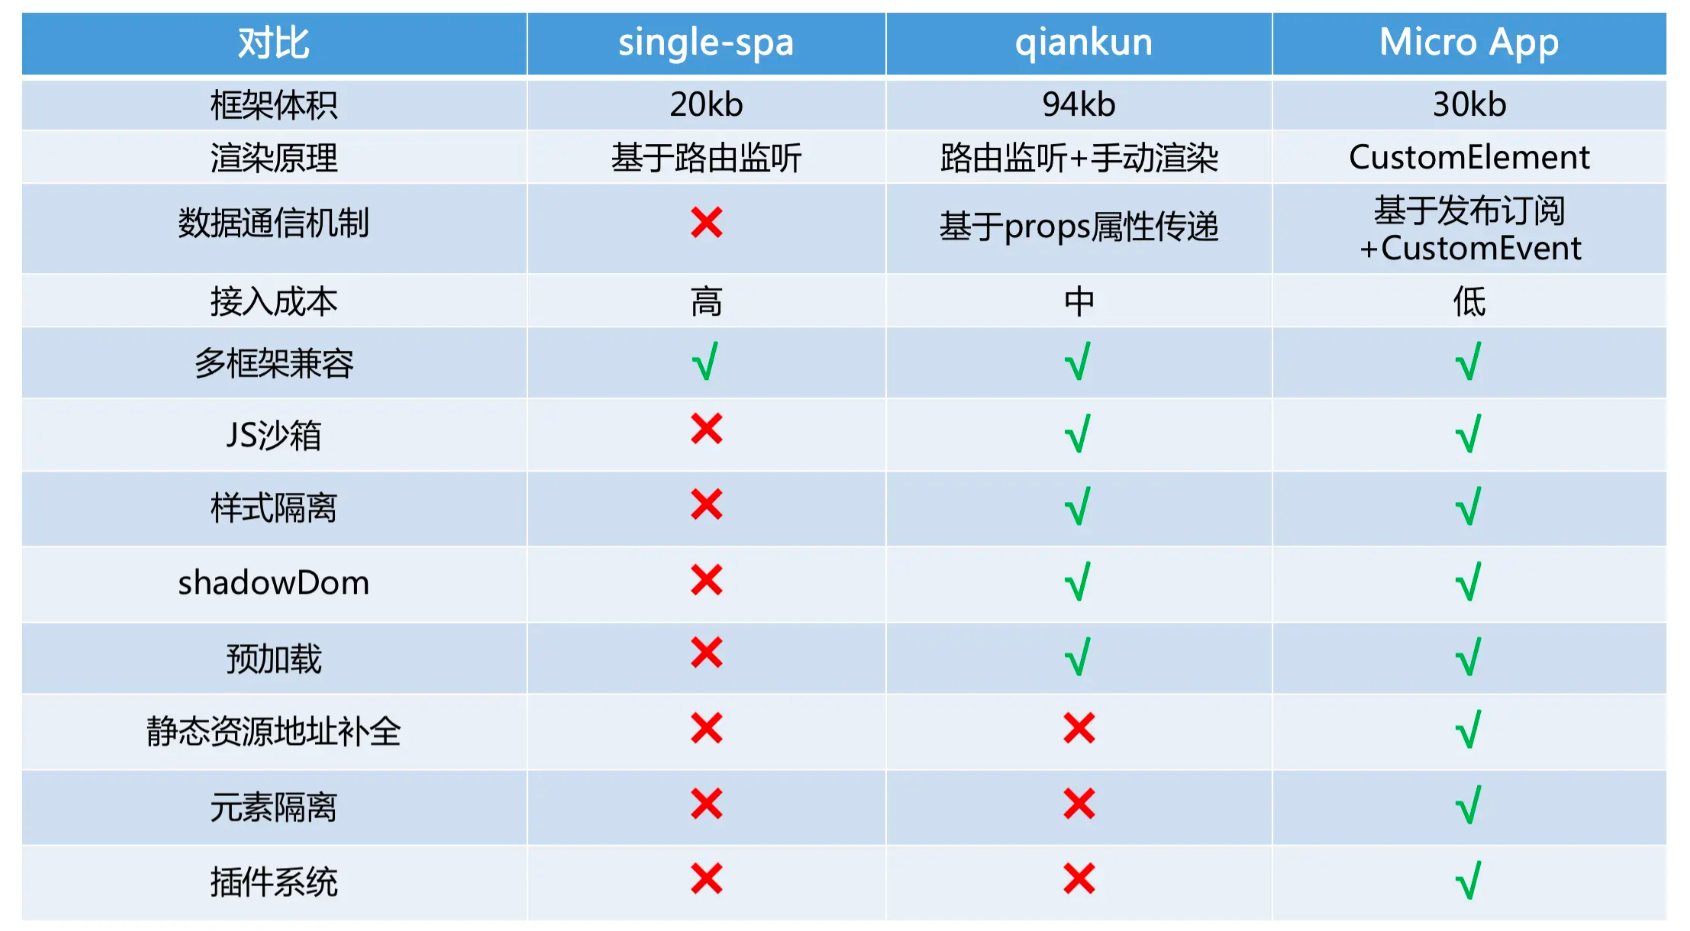 对比 single-spa qiankun Micro App
框架体积 20kb 94kb 30kb
渲染原理 基于路由监听 路由监听+手动渲染 CustomElement
数据通信机制 ❌ 基于props属性传递 基于发布订阅
+CustomEvent
接入成本 高 中 低
多框架兼容 √ √ √
JS沙箱 ❌ √ √
样式隔离 ❌ √ √
shadowDom ❌ √ √
预加载 ❌ √ √
静态资源地址补全 ❌ ❌ √
元素隔离 ❌ ❌ √
插件系统 ❌ ❌ √